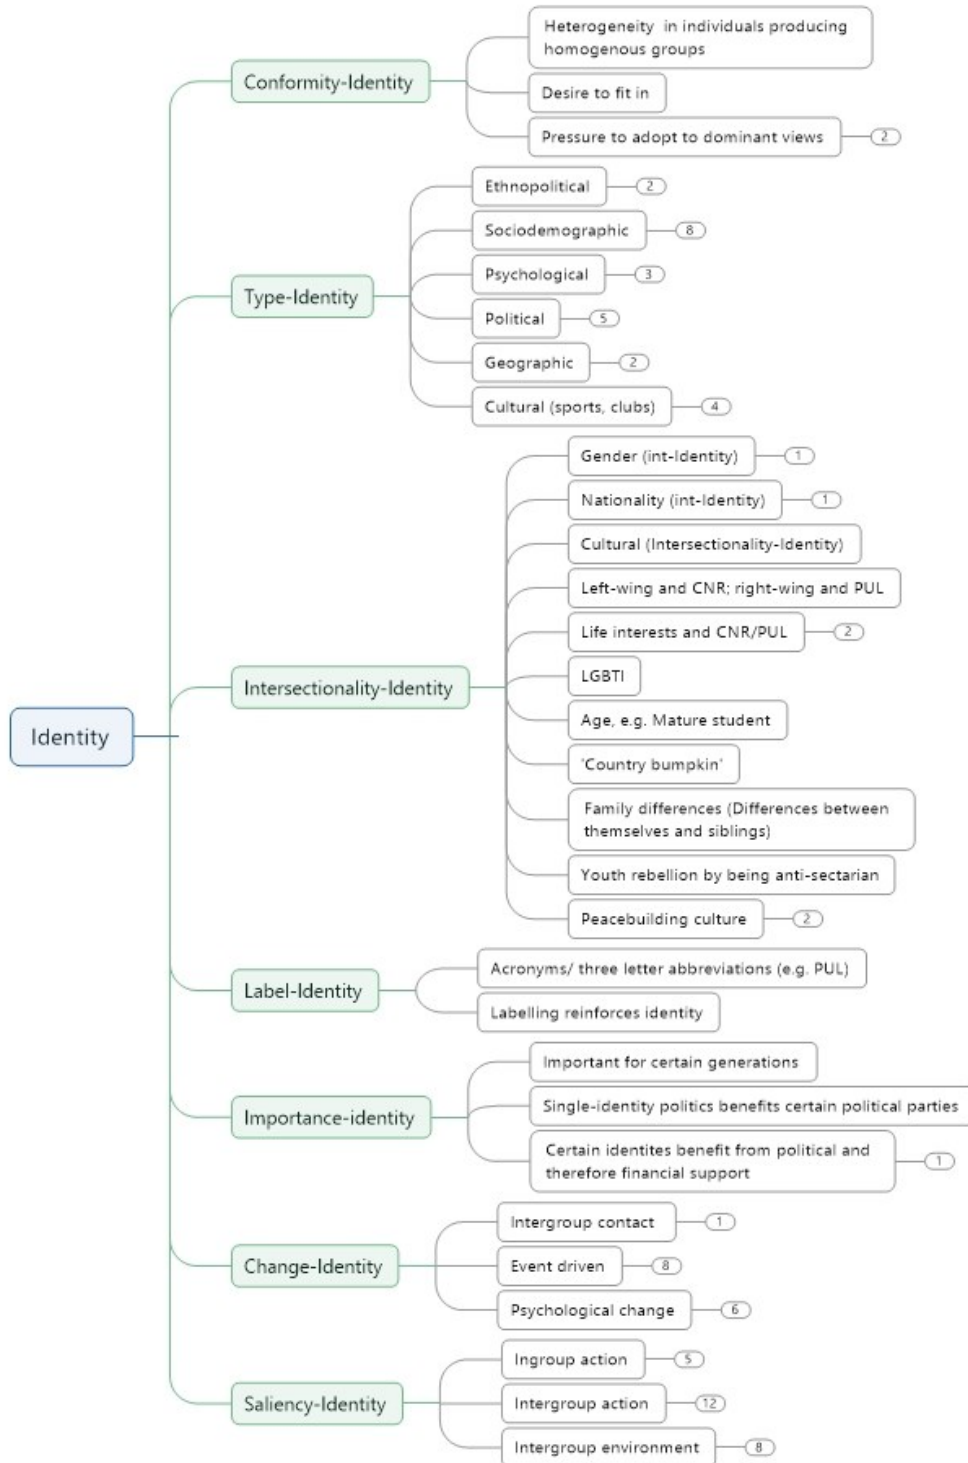 Identity
Conformity-Identity
Heterogeneity in individuals producing
homogenous groups
Desire to fit in
Pressure to adopt to dominant views
2
Type-Identity
Ethnopolitical
2
Sociodemographic
8
Psychological
3
Political
5
Geographic
2
Cultural (sports, clubs)
4
Intersectionality-Identity
Gender (int-Identity)
1
Nationality (int-Identity)
1
Cultural (Intersectionality-Identity)
Left-wing and CNR; right-wing and PUL
Life interests and CNR/PUL
2
LGBTI
Age, e.g. Mature student
'Country bumpkin'
Family differences (Differences between
themselves and siblings)
Youth rebellion by being anti-sectarian
Peacebuilding culture
2
Label-Identity
Acronyms/ three letter abbreviations (e.g. PUL)
Labelling reinforces identity
Importance-identity
Important for certain generations
Single-identity politics benefits certain political parties
Certain identites benefit from political and
therefore financial support
1
Change-Identity
Intergroup contact
1
Event driven
8
Psychological change
6
Saliency-Identity
Ingroup action
5
Intergroup action
12
Intergroup environment
8